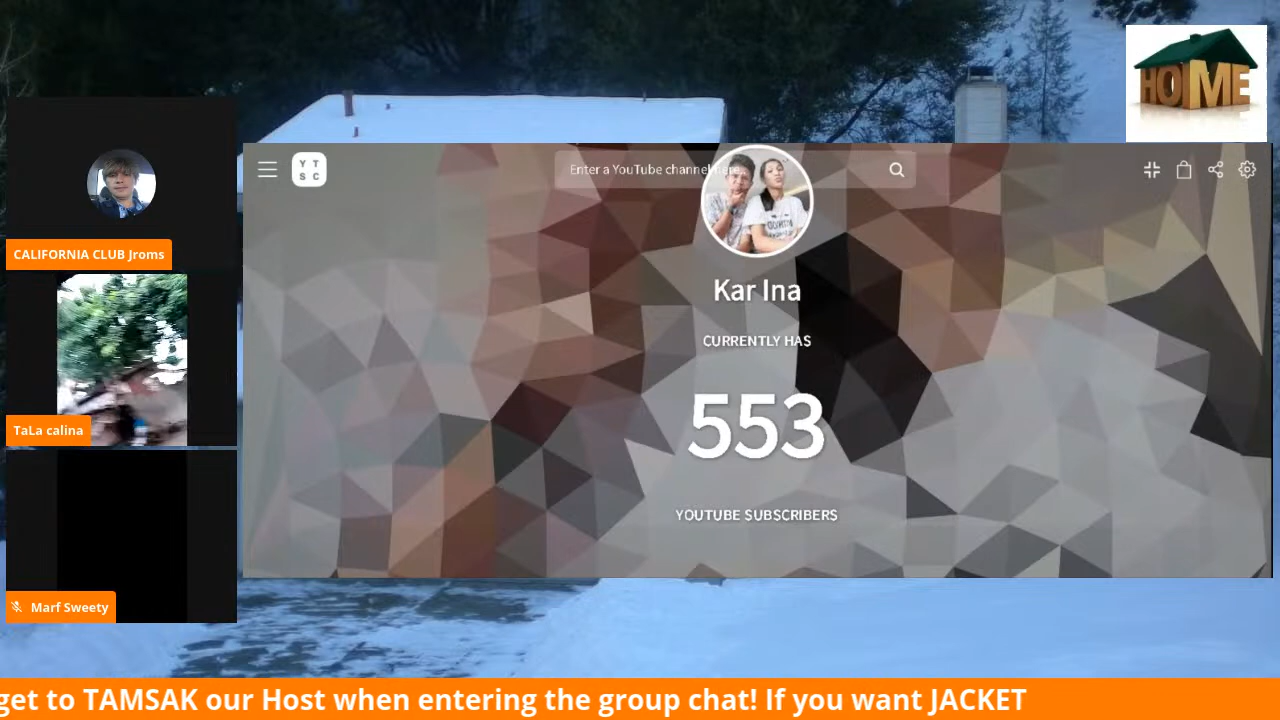 HOME
CALIFORNIA CLUB Jroms
TaLa calina
Marf Sweety
Y T
S C
Enter a YouTube channel here...
Kar Ina
CURRENTLY HAS
553
YOUTUBE SUBSCRIBERS
get to TAMSAK our Host when entering the group chat! If you want JACKET